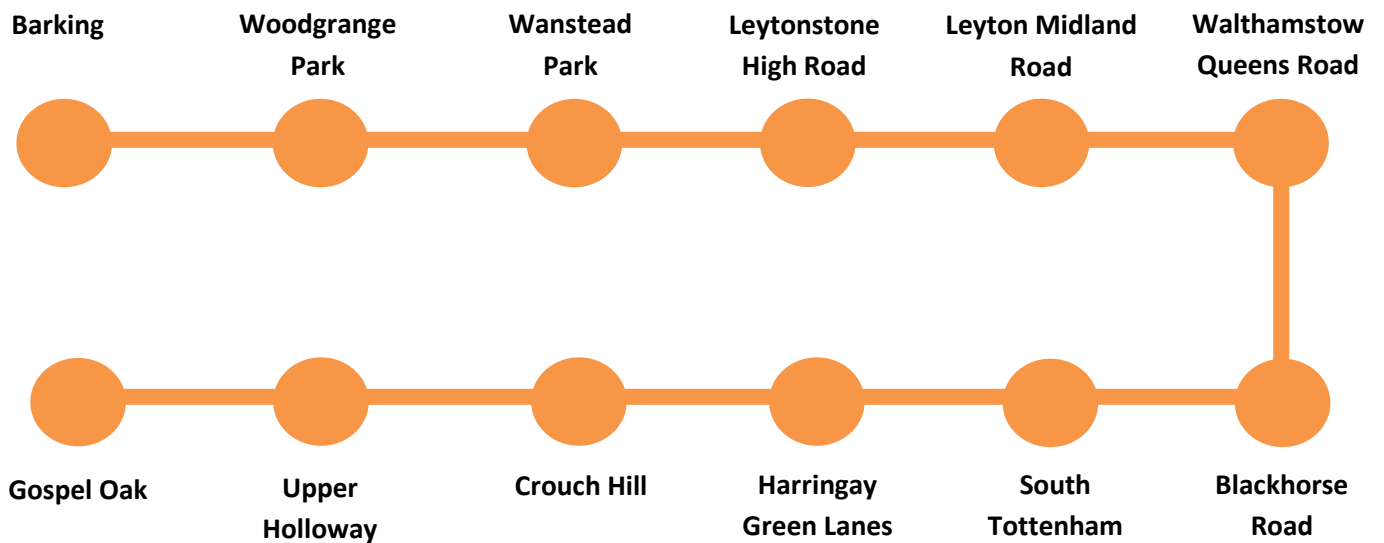 Barking
Woodgrange
Park
Wanstead
Park
Leytonstone
High Road
Leyton Midland
Road
Walthamstow
Queens Road
Gospel Oak
Upper
Holloway
Crouch Hill
Harringay
Green Lanes
South
Tottenham
Blackhorse
Road